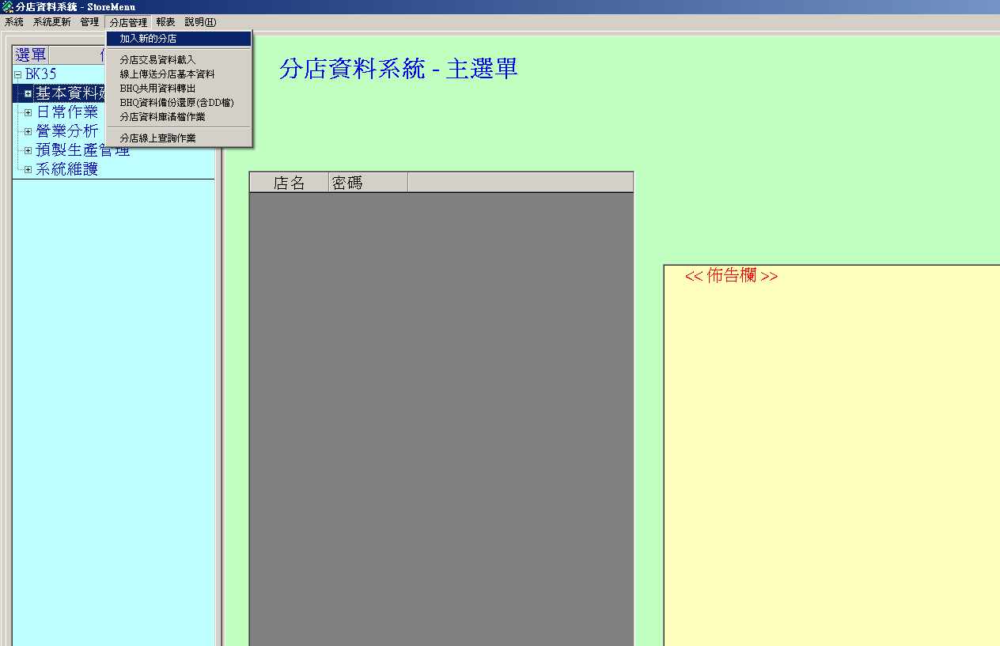 分店資料系統 - StoreMenu
系統 系統更新 管理 分店管理 報表 說明(H)
加入新的分店
分店交易資料載入
線上傳送分店基本資料
BHQ共用資料轉出
BHQ資料備份還原(含DD檔)
分店資料庫清檔作業
分店線上查詢作業
選單
BK35
基本資料
日常作業
營業分析
預製生產管理
系統維護
分店資料系統 - 主選單
店名 密碼
<< 佈告欄 >>